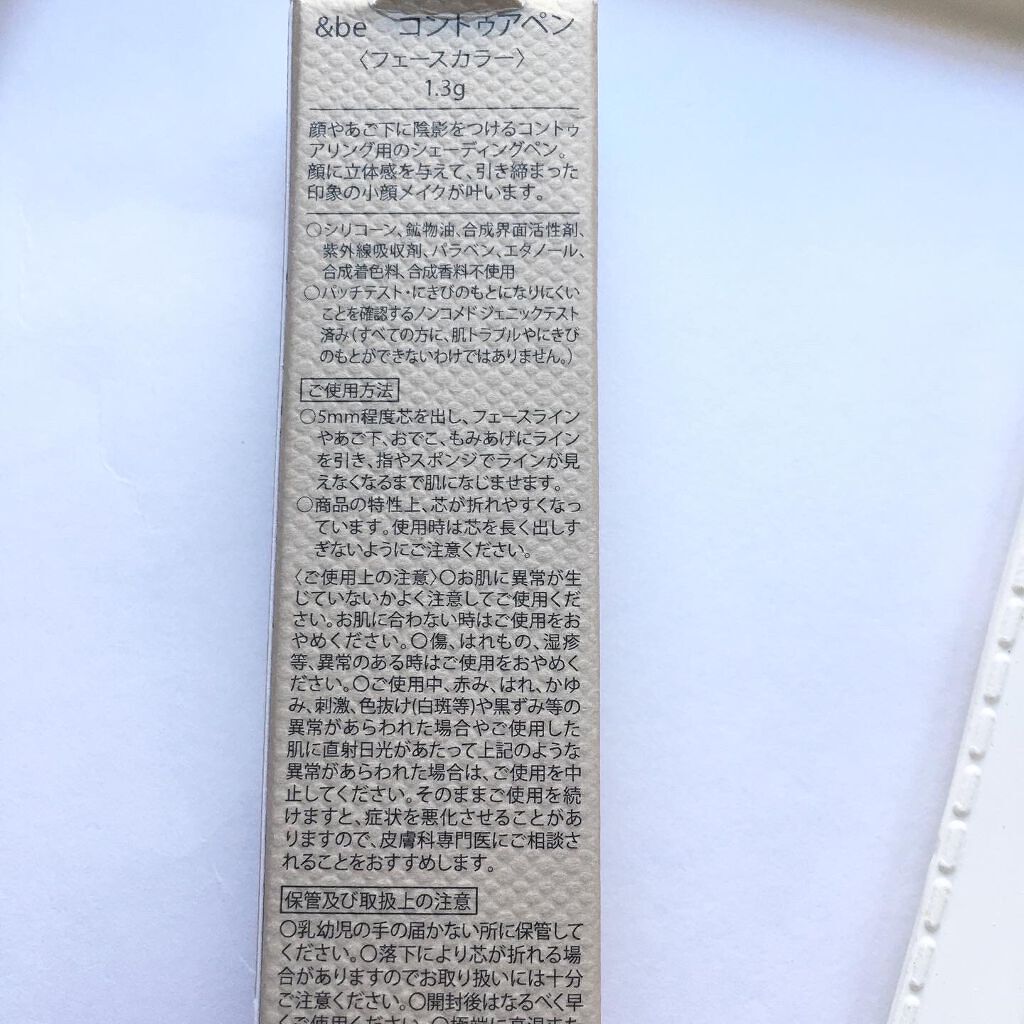 &be コントゥアペン
〈フェースカラー〉
1.3g
顔やあご下に陰影をつけるコントゥ
アリング用のシェーディングペン。
顔に立体感を与えて、引き締まった
印象の小顔メイクが叶います。
○シリコーン、鉱物油、合成界面活性剤、
紫外線吸収剤、パラベン、エタノール、
合成着色料、合成香料不使用
○パッチテスト・にきびのもとになりにくい
ことを確認するノンコメドジェニックテスト
済み(すべての方に、肌トラブルやにきび
のもとができないわけではありません。)
ご使用方法
○5mm程度芯を出し、フェースライン
やあご下、おでこ、もみあげにライン
を引き、指やスポンジでラインが見
えなくなるまで肌になじませます。
○商品の特性上、芯が折れやすくなっ
ています。使用時は芯を長く出しす
ぎないようにご注意ください。
〈ご使用上の注意〉○お肌に異常が生
じていないかよく注意してご使用くだ
さい。お肌に合わない時はご使用をお
やめください。○傷、はれもの、湿疹
等、異常のある時はご使用をおやめく
ださい。○ご使用中、赤み、はれ、かゆ
み、刺激、色抜け(白斑等)や黒ずみ等の
異常があらわれた場合やご使用した
肌に直射日光があたって上記のような
異常があらわれた場合は、ご使用を中
止してください。そのままご使用を続
けますと、症状を悪化させることがあ
りますので、皮膚科専門医にご相談さ
れることをおすすめします。
保管及び取扱上の注意
○乳幼児の手の届かない所に保管して
ください。○落下により芯が折れる場
合がありますのでお取り扱いには十分
ご注意ください。○開封後はなるべく早
くご使用ください。○極端に高温また